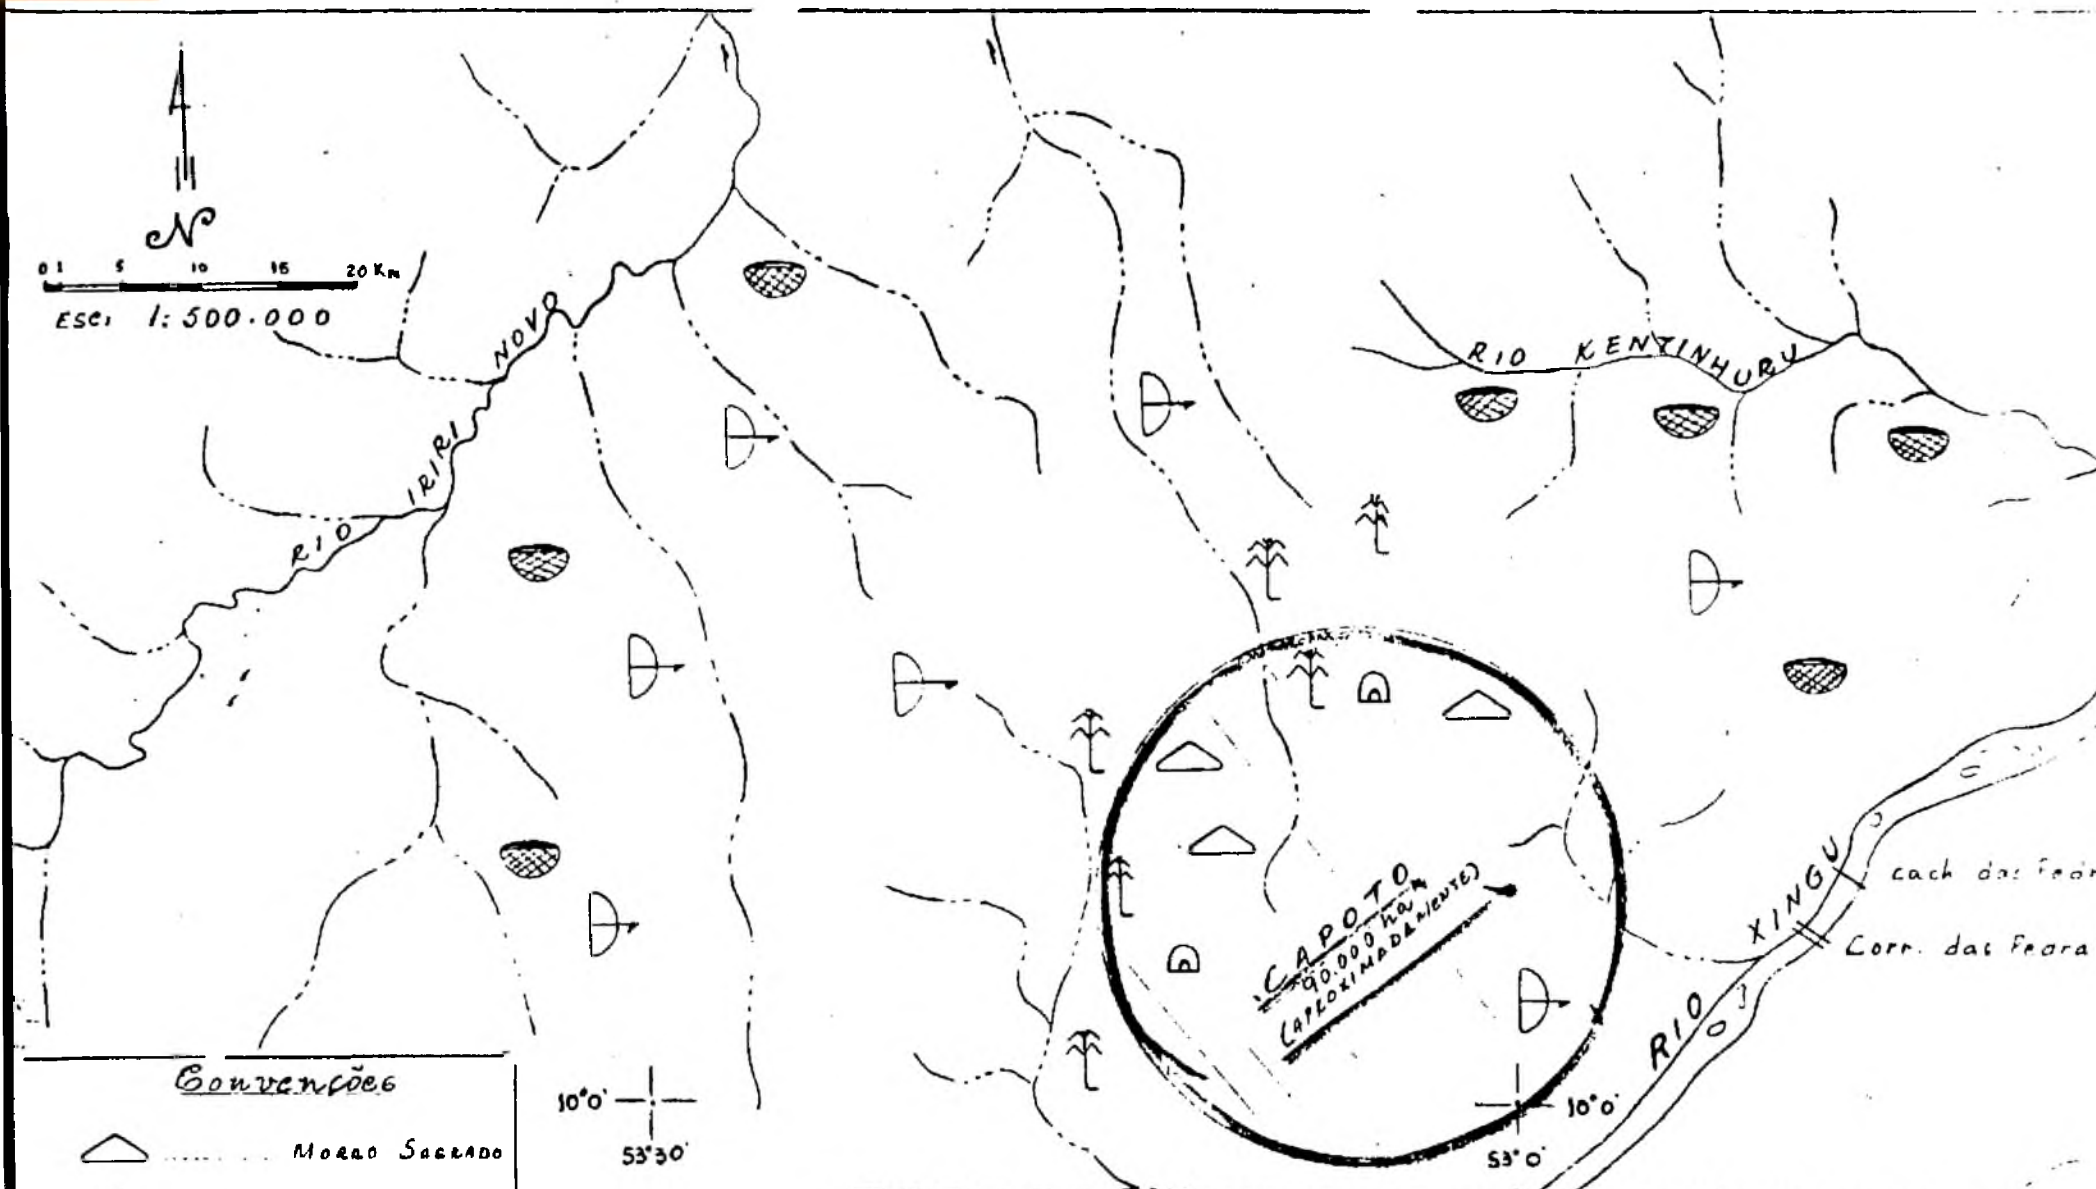 N
0 1 5 10 15 20 Km
ESC, 1:500.000
RIO IRIRI NOVO
RIO KENTINHURU
CAPOTO
90.000 ha
(APROXIMADAMENTE)
RIO XINGU
cach das
Corr. das
Convenções
MORRO SAGRADO
10°0'
53°30'
10°0'
53°0'